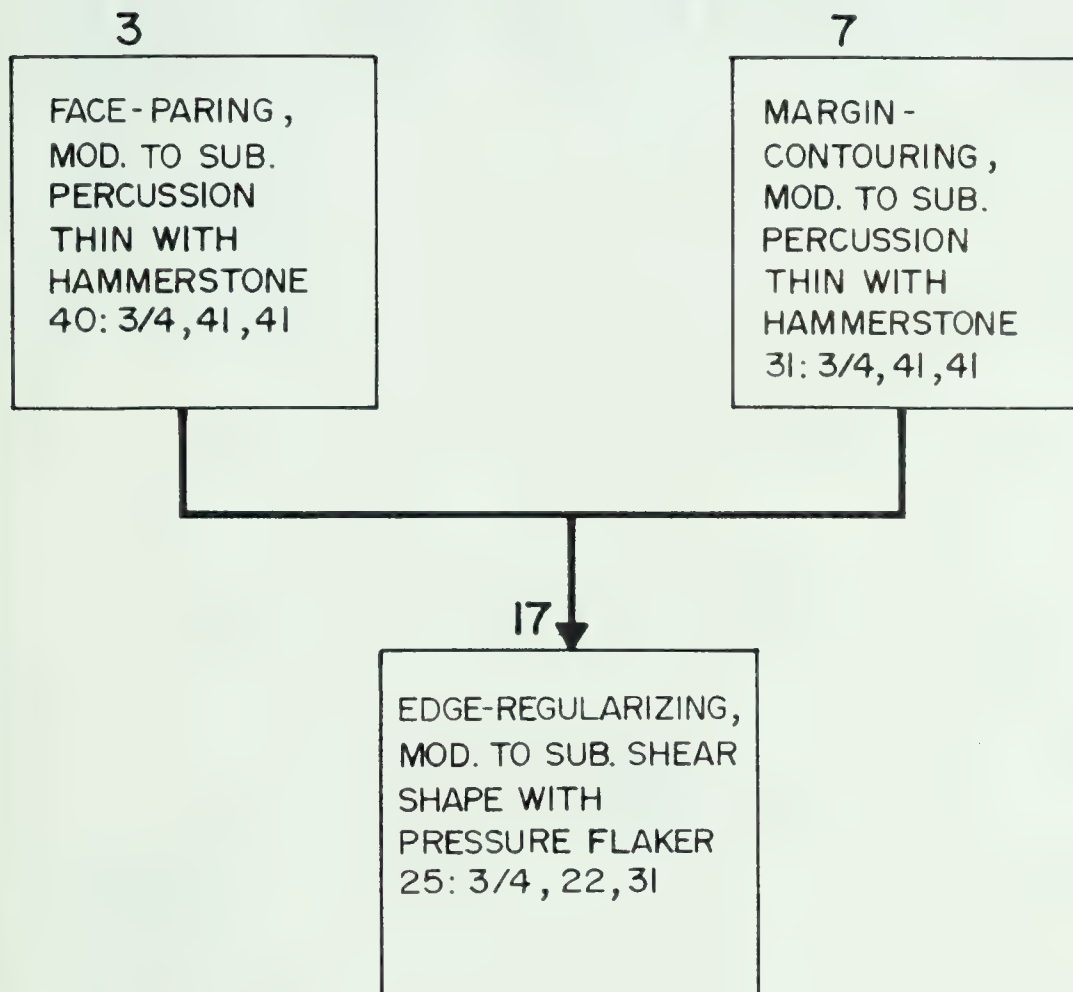 3
FACE-PARING,
MOD. TO SUB.
PERCUSSION
THIN WITH
HAMMERSTONE
40: 3/4, 41, 41
7
MARGIN-
CONTOURING,
MOD. TO SUB.
PERCUSSION
THIN WITH
HAMMERSTONE
31: 3/4, 41, 41
17
EDGE-REGULARIZING,
MOD. TO SUB. SHEAR
SHAPE WITH
PRESSURE FLAKER
25: 3/4, 22, 31